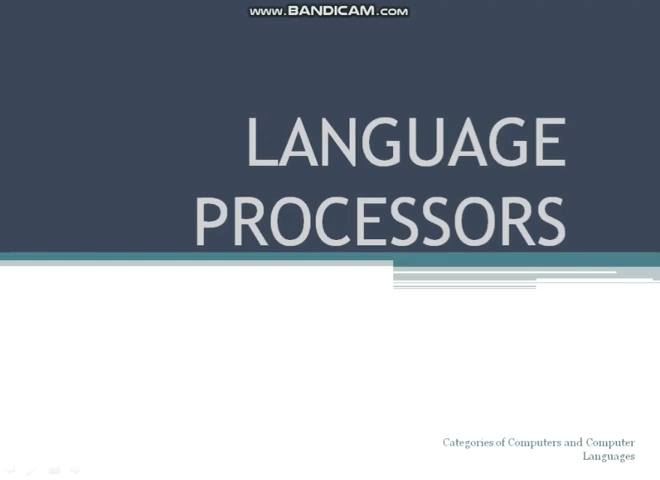 www.BANDICAM.com
LANGUAGE
PROCESSORS
Categories of Computers and Computer
Languages